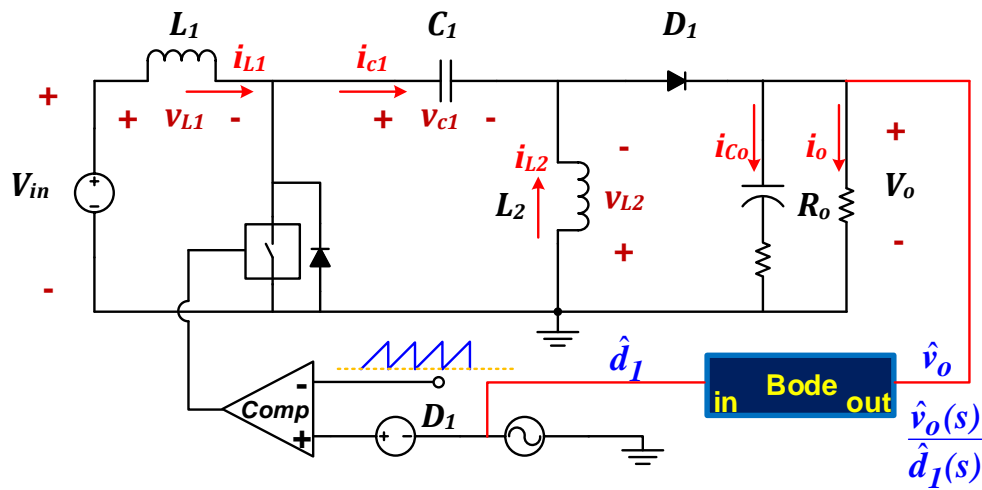 L1 C1 D1
iL1 ic1
+ + vL1 - + vc1 - +
Vin iL2 - vL2 iCo io Vo
L2 + Ro
- -
d̂1 v̂o
- Comp + + - D1 in Bode out
v̂o(s)
d̂1(s)